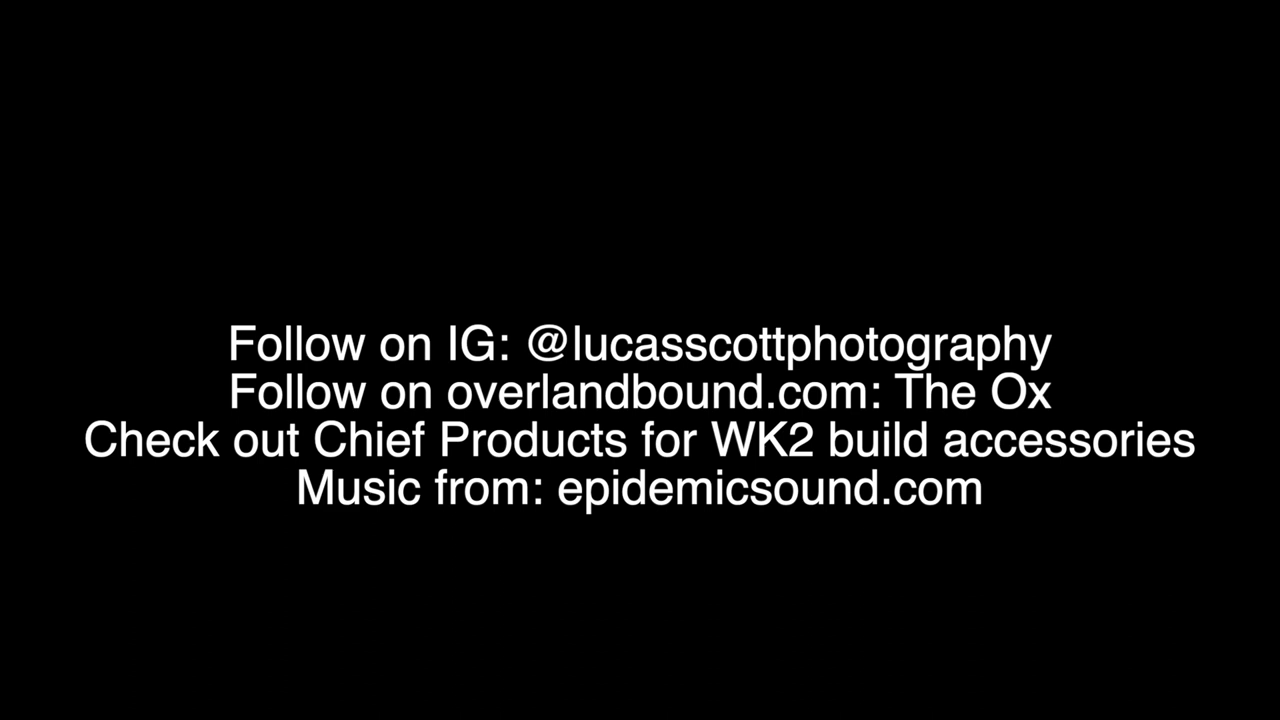 Follow on IG: @lucasscottphotography
Follow on overlandbound.com: The Ox
Check out Chief Products for WK2 build accessories
Music from: epidemicsound.com